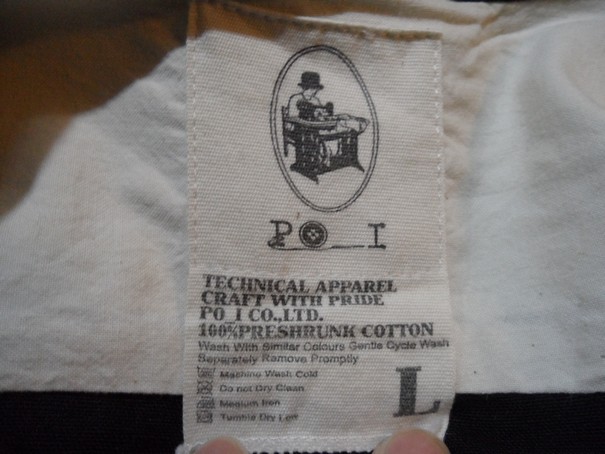 PO_I
TECHNICAL APPAREL
CRAFT WITH PRIDE
PO_I CO.,LTD.
100%PRESHRUNK COTTON
Wash With Similar Colours Gentle Cycle Wash
Seperately Remove Promptly
Machine Wash Cold
Do not Dry Clean
Medium Iron
Tumble Dry Low
L